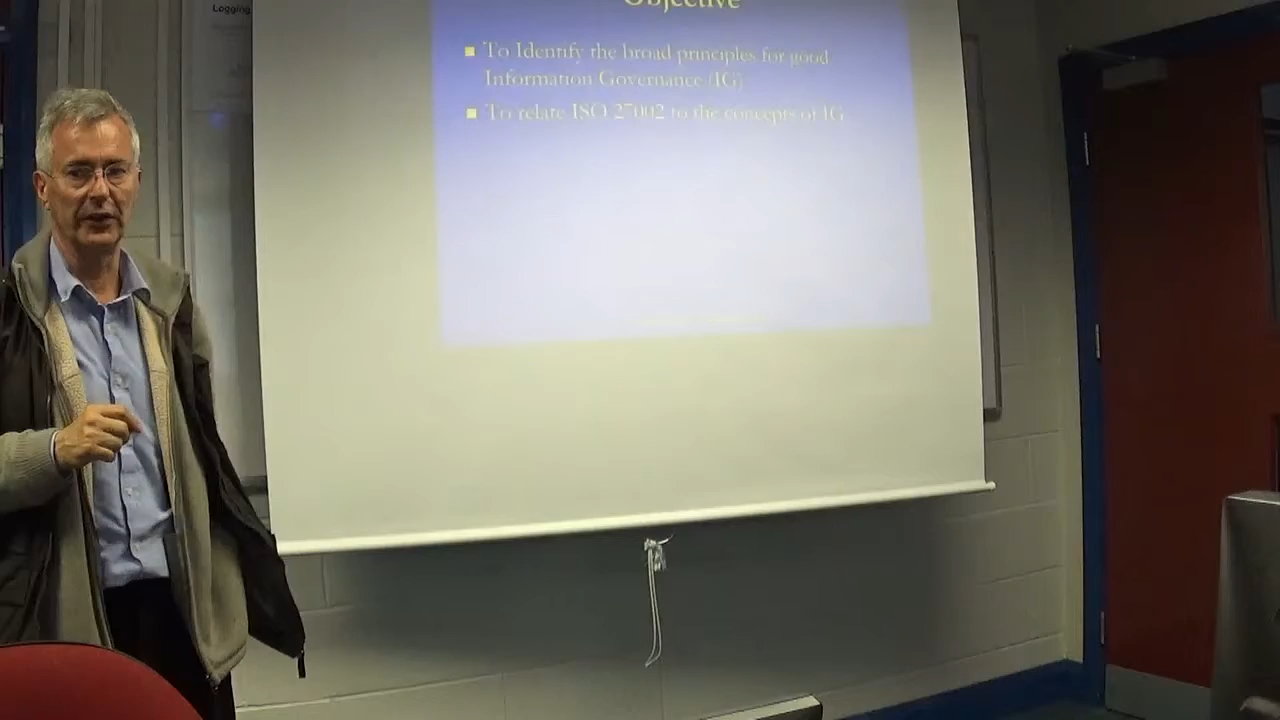 Logging
Objective
To Identify the broad principles for good
Information Governance (IG)
To relate ISO 27002 to the concepts of IG